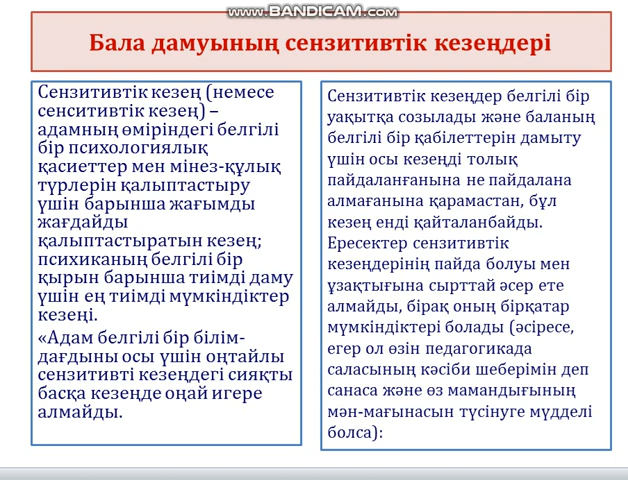 www.BANDICAM.com
Бала дамуының сензитивтік кезеңдері
Сензитивтік кезең (немесе
сенситивтік кезең) –
адамның өміріндегі белгілі
бір психологиялық
қасиеттер мен мінез-құлық
түрлерін қалыптастыру
үшін барынша жағымды
жағдайды
қалыптастыратын кезең;
психиканың белгілі бір
қырын барынша тиімді даму
үшін ең тиімді мүмкіндіктер
кезеңі.
«Адам белгілі бір білім-
дағдыны осы үшін оңтайлы
сензитивті кезеңдегі сияқты
басқа кезеңде оңай игере
алмайды.
Сензитивтік кезеңдер белгілі бір
уақытқа созылады және баланың
белгілі бір қабілеттерін дамыту
үшін осы кезеңді толық
пайдаланғанына не пайдалана
алмағанына қарамастан, бұл
кезең енді қайталанбайды.
Ересектер сензитивтік
кезеңдерінің пайда болуы мен
ұзақтығына сырттай әсер ете
алмайды, бірақ оның бірқатар
мүмкіндіктері болады (әсіресе,
егер ол өзін педагогикада
саласының кәсіби шеберімін деп
санаса және өз мамандығының
мән-мағынасын түсінуге мүдделі
болса):